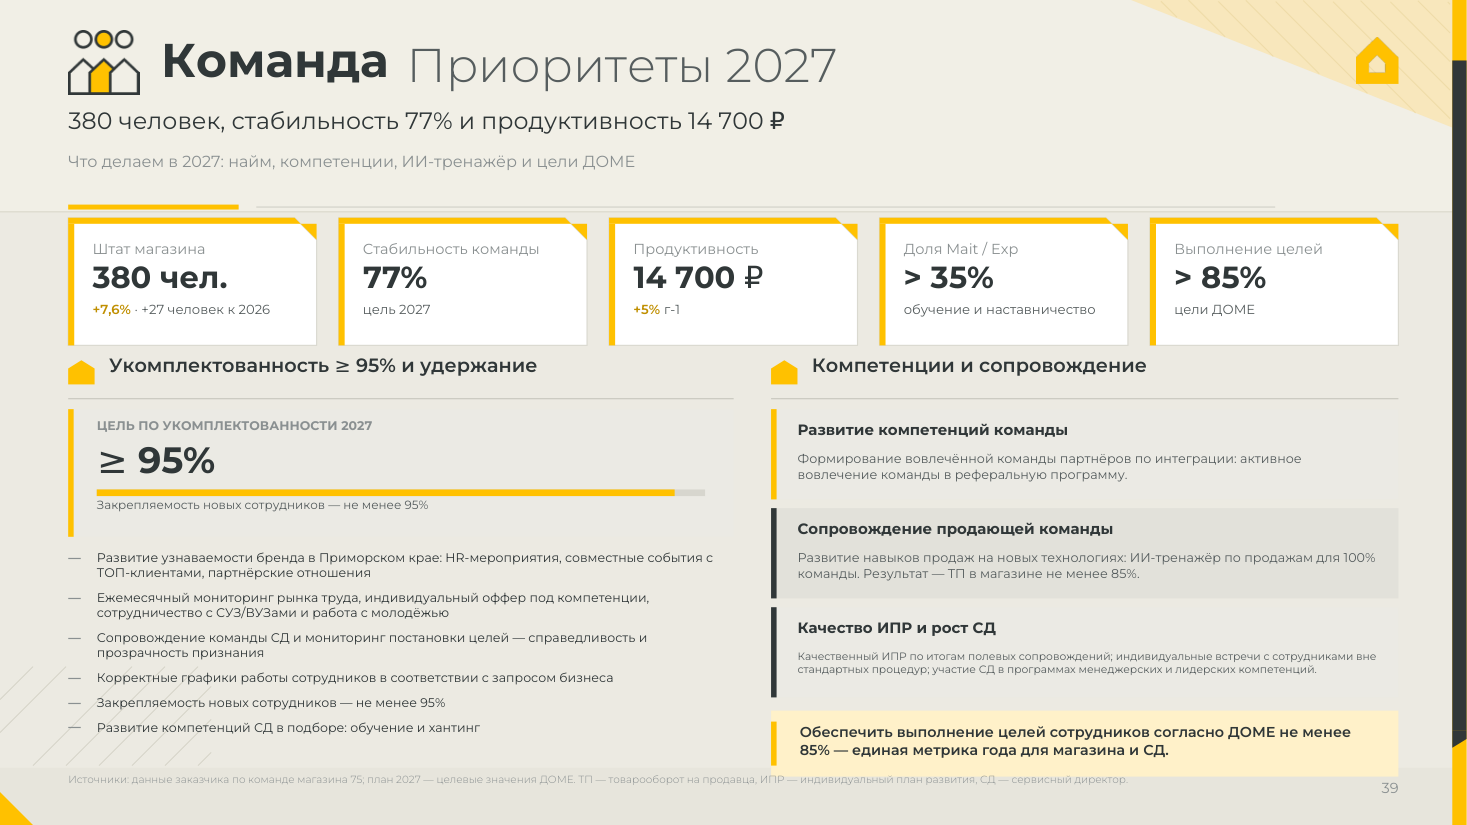 Команда Приоритеты 2027
380 человек, стабильность 77% и продуктивность 14 700 ₽
Что делаем в 2027: найм, компетенции, ИИ-тренажёр и цели ДОМЕ
Штат магазина
380 чел.
+7,6% · +27 человек к 2026
Стабильность команды
77%
цель 2027
Продуктивность
14 700 ₽
+5% г-1
Доля Mait / Exp
> 35%
обучение и наставничество
Выполнение целей
> 85%
цели ДОМЕ
Укомплектованность ≥ 95% и удержание
ЦЕЛЬ ПО УКОМПЛЕКТОВАННОСТИ 2027
≥ 95%
Закрепляемость новых сотрудников — не менее 95%
— Развитие узнаваемости бренда в Приморском крае: HR-мероприятия, совместные события с
ТОП-клиентами, партнёрские отношения
— Ежемесячный мониторинг рынка труда, индивидуальный оффер под компетенции,
сотрудничество с СУЗ/ВУЗами и работа с молодёжью
— Сопровождение команды СД и мониторинг постановки целей — справедливость и
прозрачность признания
— Корректные графики работы сотрудников в соответствии с запросом бизнеса
— Закрепляемость новых сотрудников — не менее 95%
— Развитие компетенций СД в подборе: обучение и хантинг
Компетенции и сопровождение
Развитие компетенций команды
Формирование вовлечённой команды партнёров по интеграции: активное
вовлечение команды в реферальную программу.
Сопровождение продающей команды
Развитие навыков продаж на новых технологиях: ИИ-тренажёр по продажам для 100%
команды. Результат — ТП в магазине не менее 85%.
Качество ИПР и рост СД
Качественный ИПР по итогам полевых сопровождений; индивидуальные встречи с сотрудниками вне
стандартных процедур; участие СД в программах менеджерских и лидерских компетенций.
Обеспечить выполнение целей сотрудников согласно ДОМЕ не менее
85% — единая метрика года для магазина и СД.
Источники: данные заказчика по команде магазина 75; план 2027 — целевые значения ДОМЕ. ТП — товарооборот на продавца, ИПР — индивидуальный план развития, СД — сервисный директор.
39